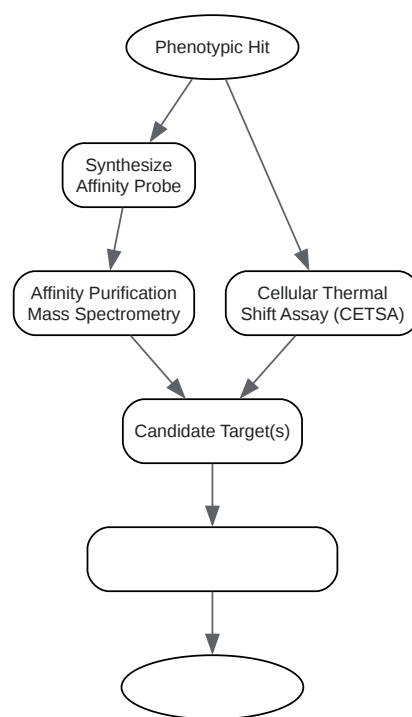 Phenotypic Hit
Synthesize
Affinity Probe
Affinity Purification
Mass Spectrometry
Cellular Thermal
Shift Assay (CETSA)
Candidate Target(s)